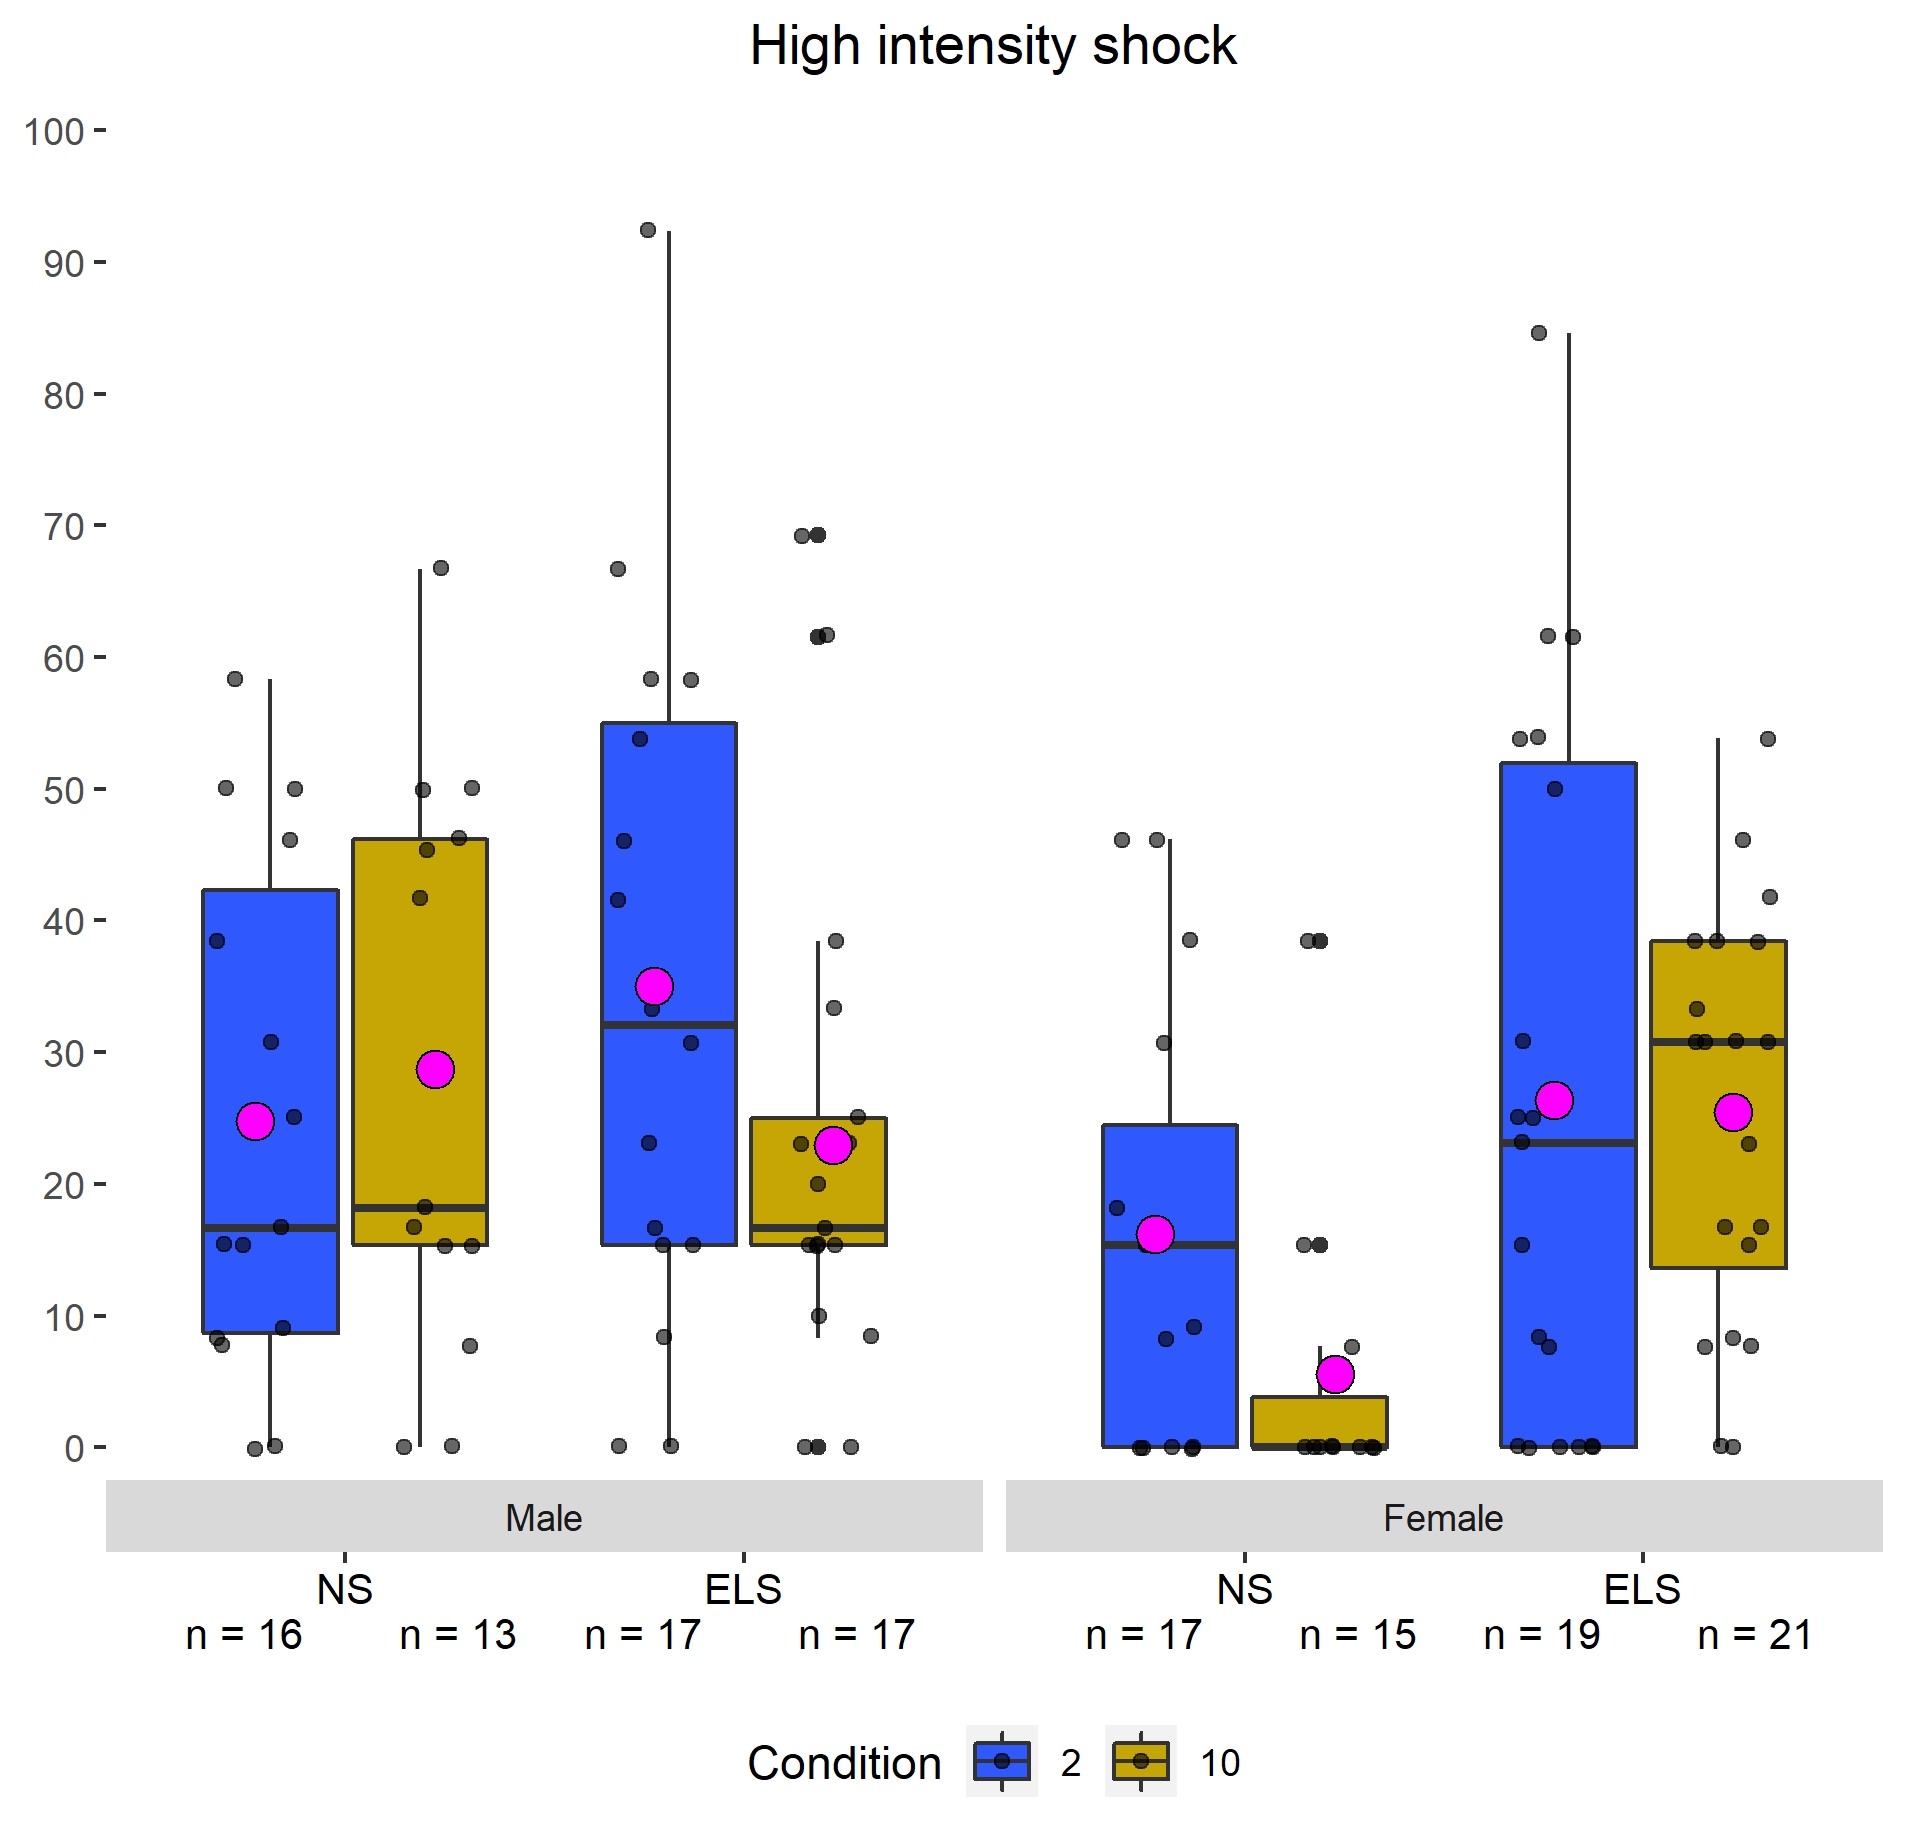 High intensity shock
100
90
80
70
60
50
40
30
20
10
0
Male Female
NS ELS NS ELS
n = 16 n = 13 n = 17 n = 17 n = 17 n = 15 n = 19 n = 21
Condition 2 10